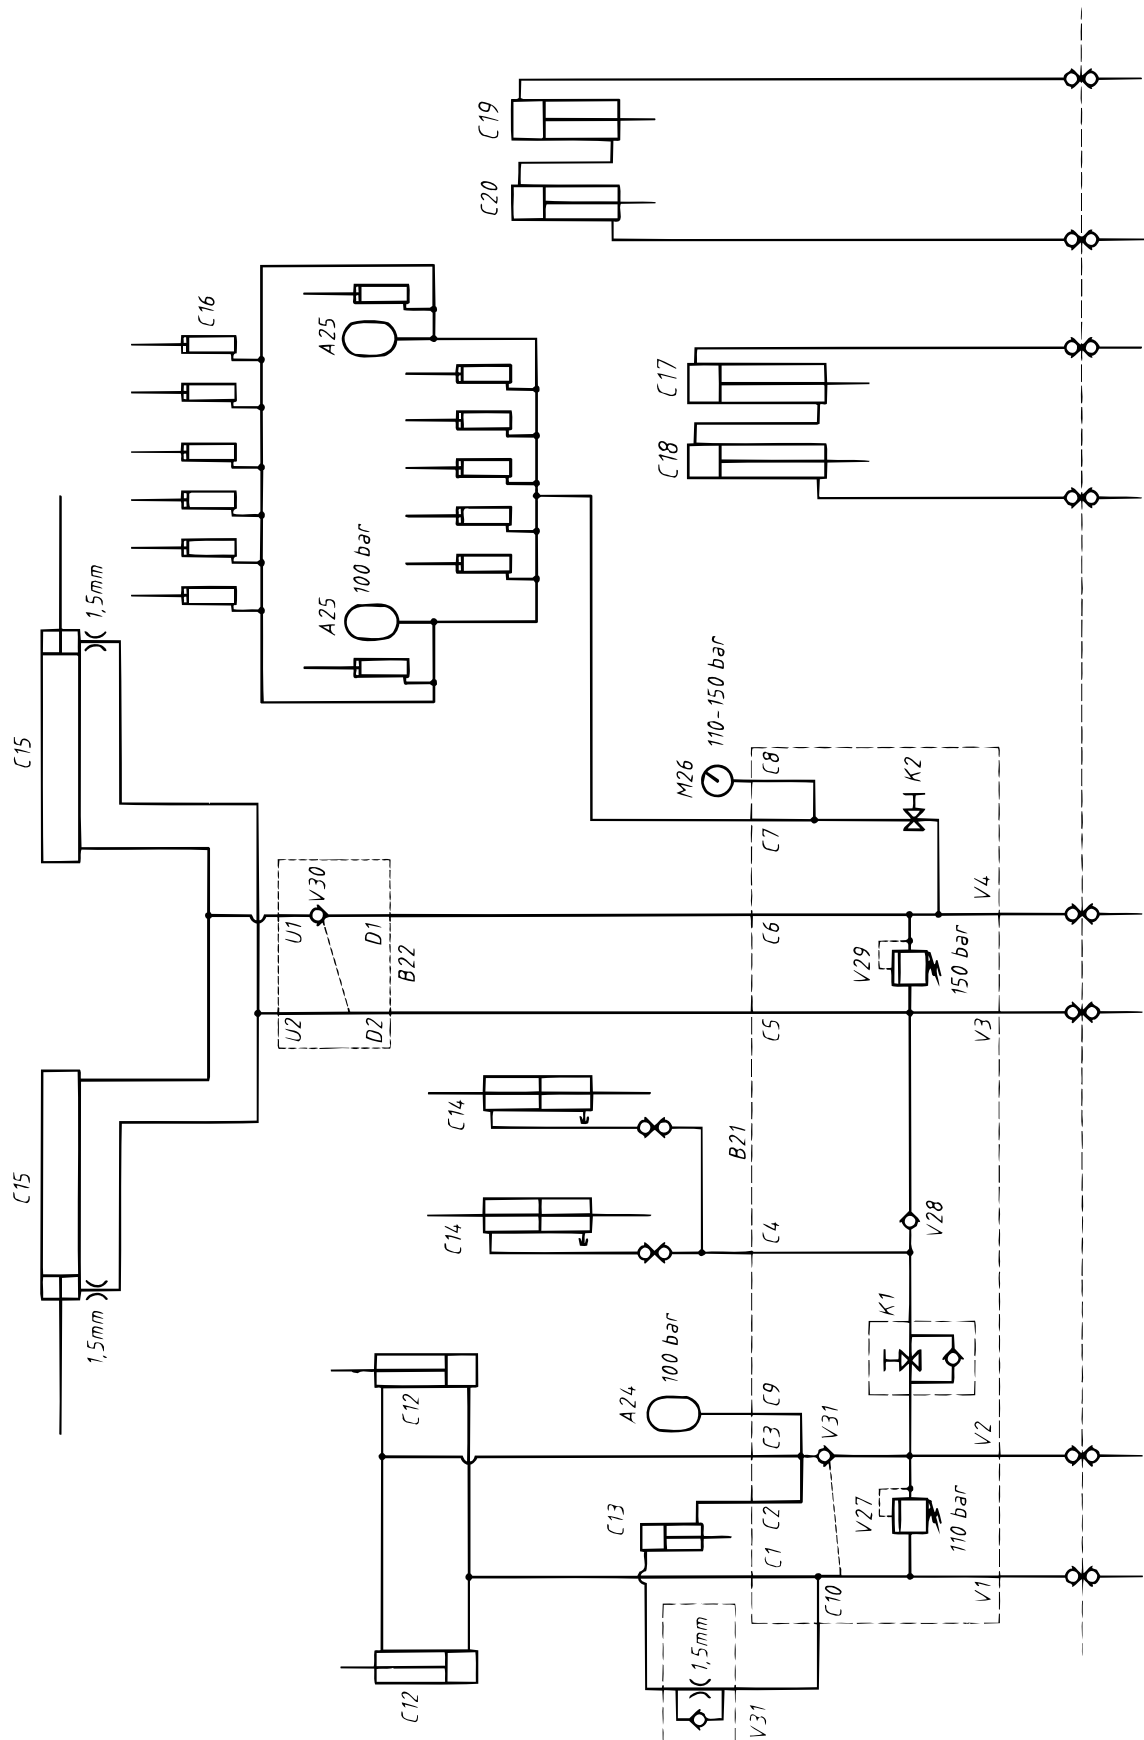 C19
C20
C16
A25
C17
C18
1,5mm
100 bar
A25
C15
110-150 bar
M26
C8
K2
C7
V30
V4
U1
D1
C6
B22
V29
150 bar
U2
D2
C5
V3
C14
B21
C15
C14
C4
V28
K1
1,5mm
100 bar
A24
C9
C12
C3
V31
V2
C13
C2
V27
110 bar
C1
C10
V1
1,5mm
C12
V31